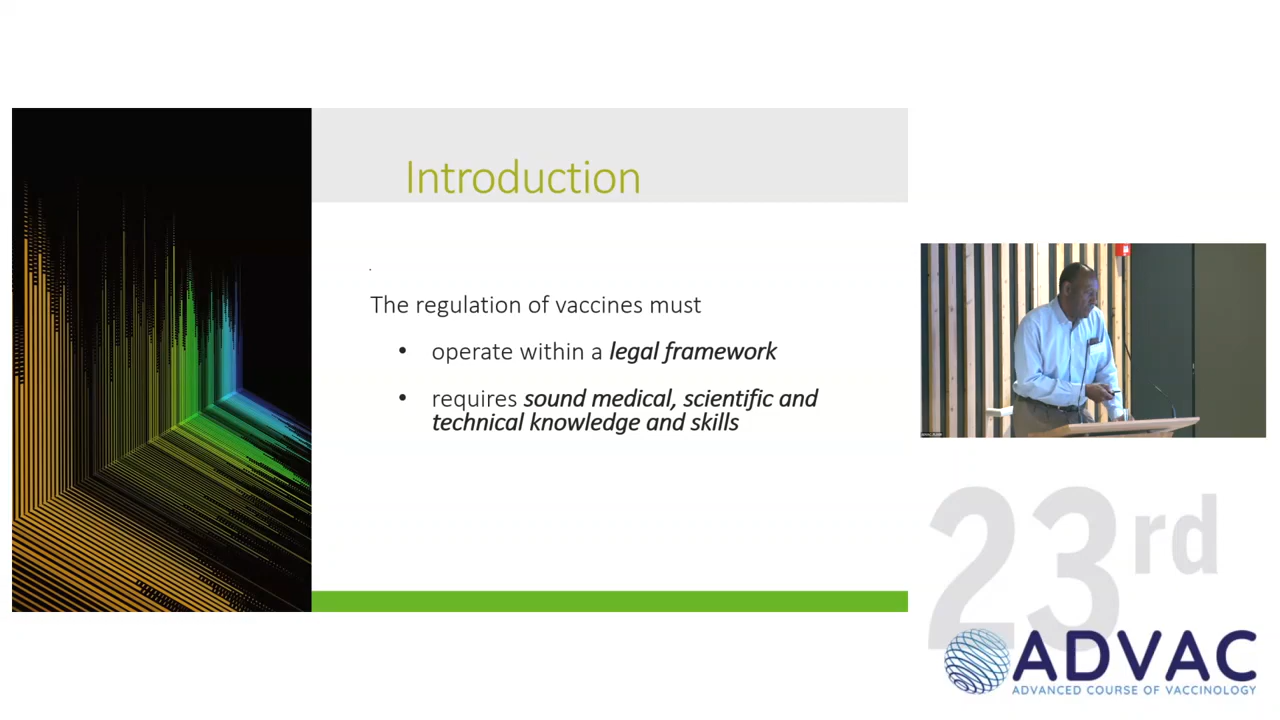 Introduction
.
The regulation of vaccines must
• operate within a legal framework
• requires sound medical, scientific and
technical knowledge and skills
23rd
ADVAC
ADVANCED COURSE OF VACCINOLOGY